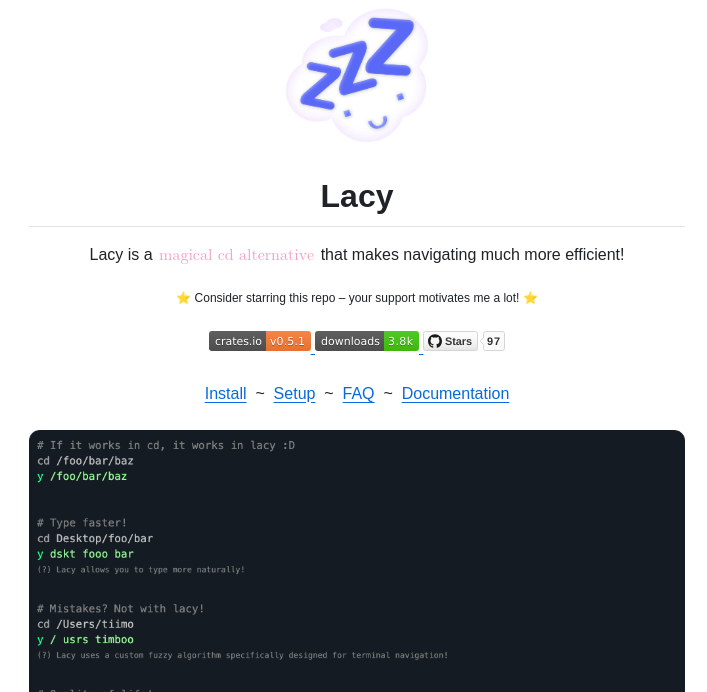 zzz
Lacy
Lacy is a magical cd alternative that makes navigating much more efficient!
⭐ Consider starring this repo – your support motivates me a lot! ⭐
crates.io v0.5.1 downloads 3.8k Stars 97
Install ~ Setup ~ FAQ ~ Documentation
# If it works in cd, it works in lacy :D
cd /foo/bar/baz
y /foo/bar/baz
# Type faster!
cd Desktop/foo/bar
y dskt fooo bar
(?) Lacy allows you to type more naturally!
# Mistakes? Not with lacy!
cd /Users/tiimo
y / usrs timboo
(?) Lacy uses a custom fuzzy algorithm specifically designed for terminal navigation!